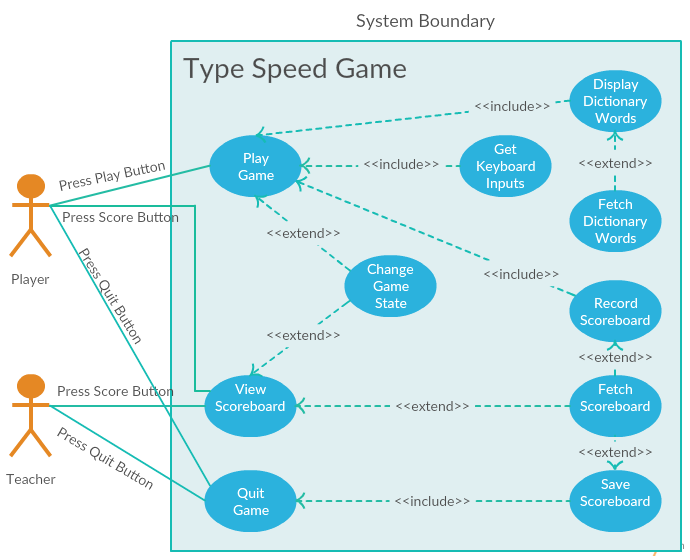 System Boundary
Type Speed Game
Display
Dictionary
Words
<<include>>
Play
Game
<<include>>
Get
Keyboard
Inputs
<<extend>>
Press Play Button
Fetch
Dictionary
Words
Press Score Button
Player
<<extend>>
Change
Game
State
<<include>>
Record
Scoreboard
Press Quit Button
<<extend>>
<<extend>>
Press Score Button
View
Scoreboard
<<extend>>
Fetch
Scoreboard
Teacher
Press Quit Button
<<extend>>
Quit
Game
<<include>>
Save
Scoreboard